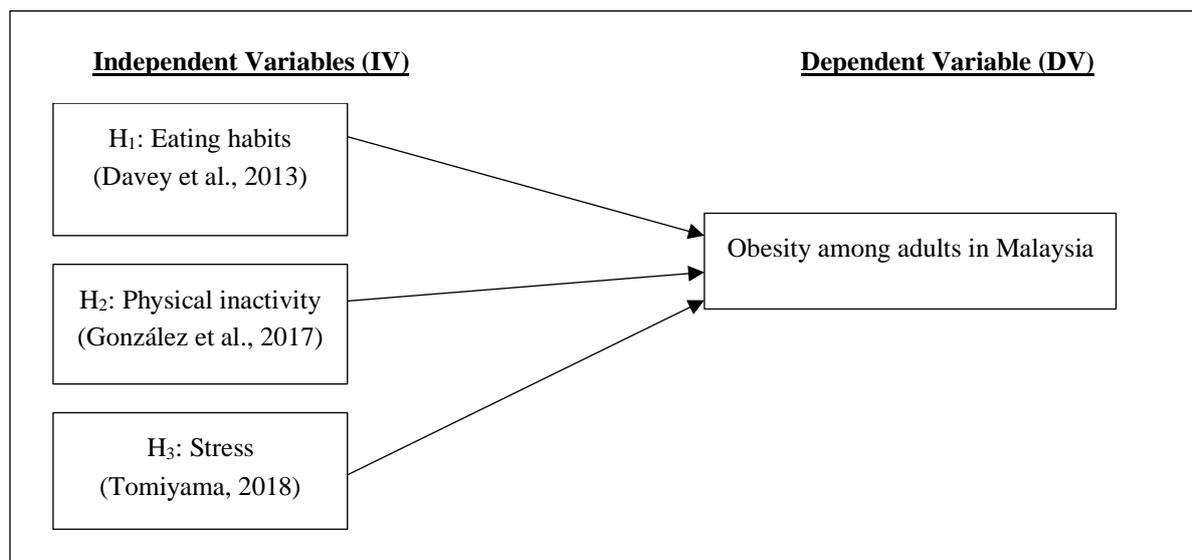 Independent Variables (IV)
Dependent Variable (DV)
H₁: Eating habits
(Davey et al., 2013)
H₂: Physical inactivity
(González et al., 2017)
H₃: Stress
(Tomiyama, 2018)
Obesity among adults in Malaysia